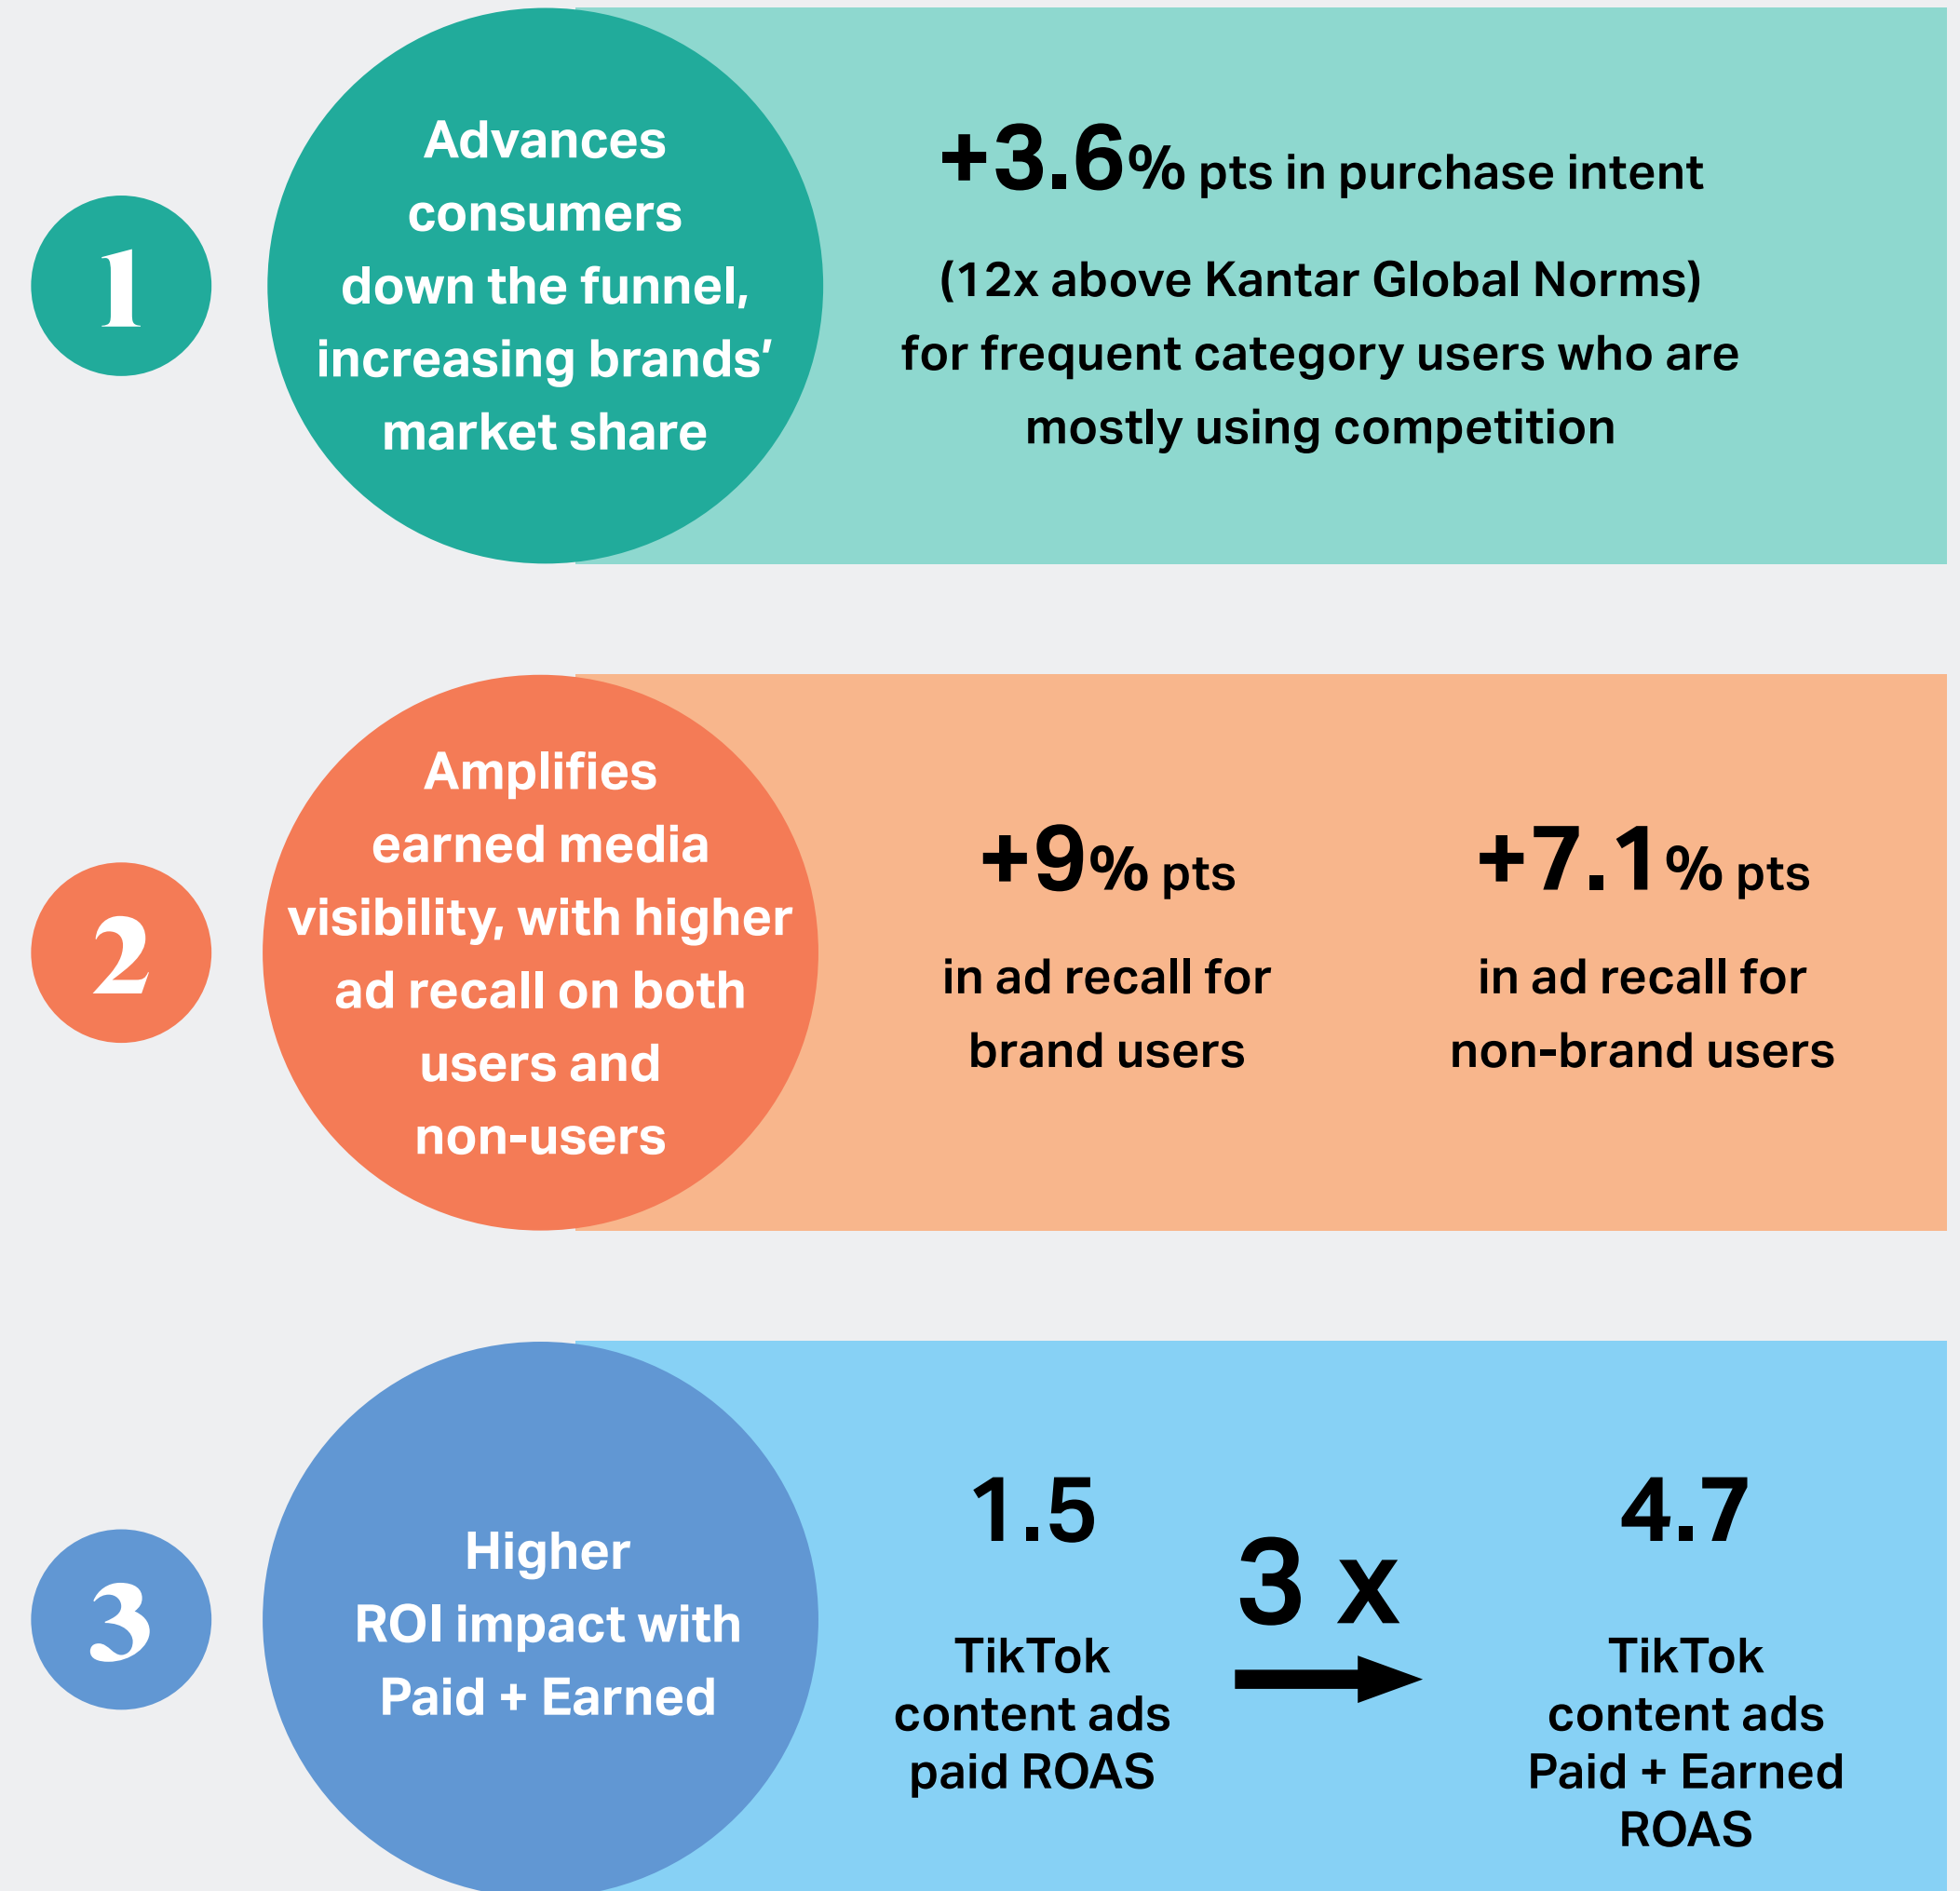 1
Advances
consumers
down the funnel,
increasing brands'
market share
+3.6% pts in purchase intent
(12x above Kantar Global Norms)
for frequent category users who are
mostly using competition
2
Amplifies
earned media
visibility, with higher
ad recall on both
users and
non-users
+9% pts
in ad recall for
brand users
+7.1% pts
in ad recall for
non-brand users
3
Higher
ROI impact with
Paid + Earned
1.5
TikTok
content ads
paid ROAS
3 x
4.7
TikTok
content ads
Paid + Earned
ROAS